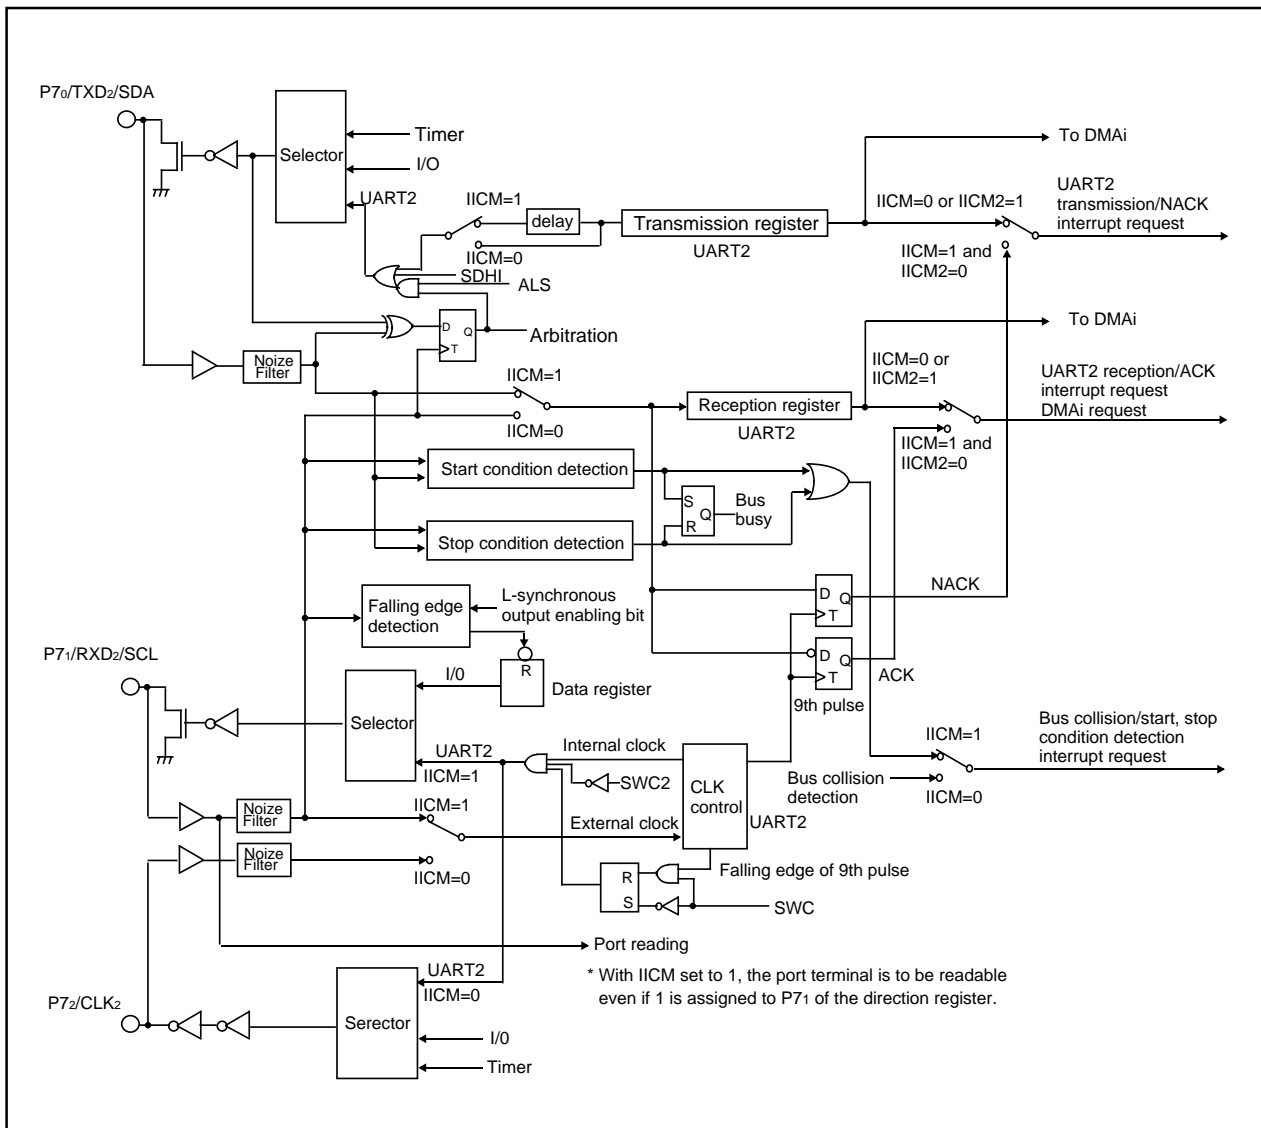 P70/TXD2/SDA
Selector
Timer
I/O
UART2
IICM=1
delay
IICM=0
SDHI
ALS
Transmission register
UART2
To DMAi
IICM=0 or IICM2=1
UART2
transmission/NACK
interrupt request
IICM=1 and
IICM2=0
D
Q
T
Arbitration
Noize
Filter
IICM=1
IICM=0
Reception register
UART2
To DMAi
IICM=0 or
IICM2=1
UART2 reception/ACK
interrupt request
DMAi request
IICM=1 and
IICM2=0
Start condition detection
S
Q
R
Bus
busy
Stop condition detection
Falling edge
detection
L-synchronous
output enabling bit
D
Q
T
NACK
D
Q
T
ACK
9th pulse
P71/RXD2/SCL
Selector
I/0
R
Data register
UART2
IICM=1
Internal clock
SWC2
CLK
control
UART2
External clock
Bus collision
detection
IICM=1
IICM=0
Bus collision/start, stop
condition detection
interrupt request
Noize
Filter
IICM=1
Noize
Filter
IICM=0
R
S
Falling edge of 9th pulse
SWC
Port reading
* With IICM set to 1, the port terminal is to be readable
even if 1 is assigned to P71 of the direction register.
P72/CLK2
Serector
UART2
IICM=0
I/0
Timer